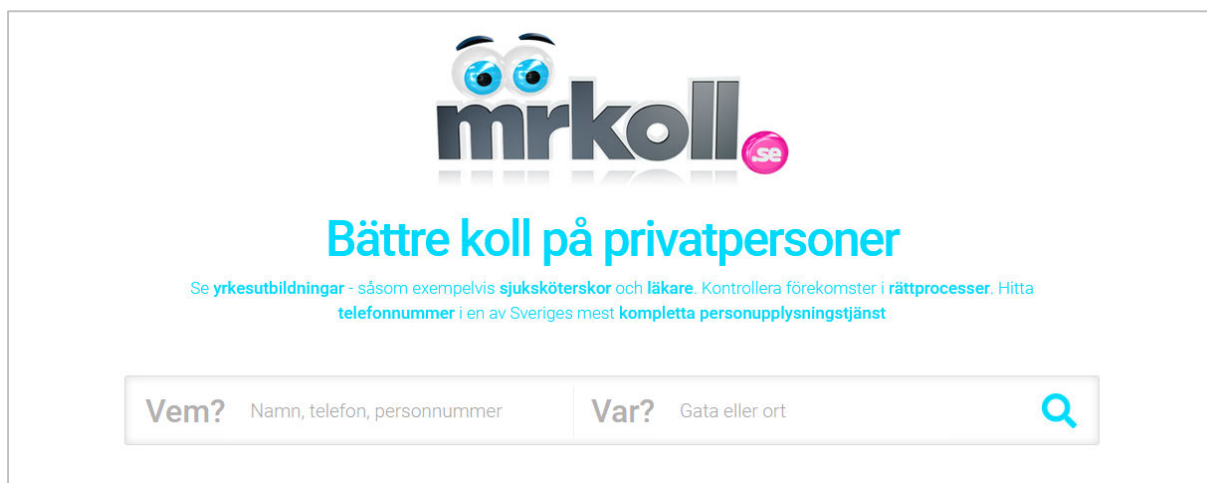 mrkoll.se
Bättre koll på privatpersoner
Se yrkesutbildningar - såsom exempelvis sjuksköterskor och läkare. Kontrollera förekomster i rättprocesser. Hitta
telefonnummer i en av Sveriges mest kompletta personupplysningstjänst
Vem? Namn, telefon, personnummer Var? Gata eller ort